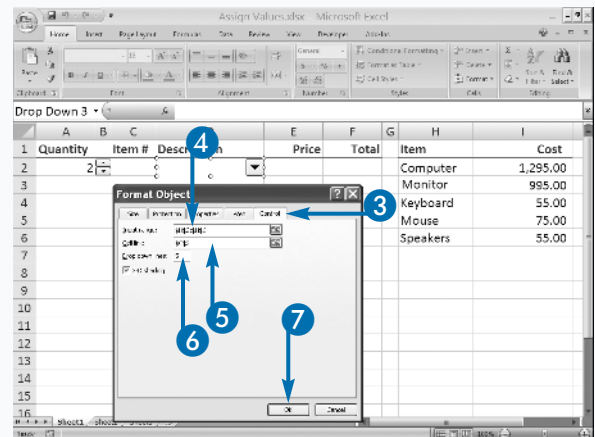 Assign Values.xlsx - Microsoft Excel
Home Insert Page Layout Formulas Data Review View Developer Add-Ins
Paste
General
Conditional Formatting
Format as Table
Cell Styles
Insert
Delete
Format
Sort & Filter
Find & Select
Clipboard Font Alignment Number Styles Cells Editing
Drop Down 3
A B C E F G H I
1 Quantity Item # Price Total Item Cost
2 2 Computer 1,295.00
3 Monitor 995.00
4 Keyboard 55.00
5 Mouse 75.00
6 Speakers 55.00
7
8
9
10
11
12
13
14
15
16
Format Object
Size Protection Properties Web Control
Input range:
Cell link:
Drop down lines: 5
3-D shading
OK Cancel
3
4
5
6
7
Sheet1 Sheet2 Sheet3
Ready 100%